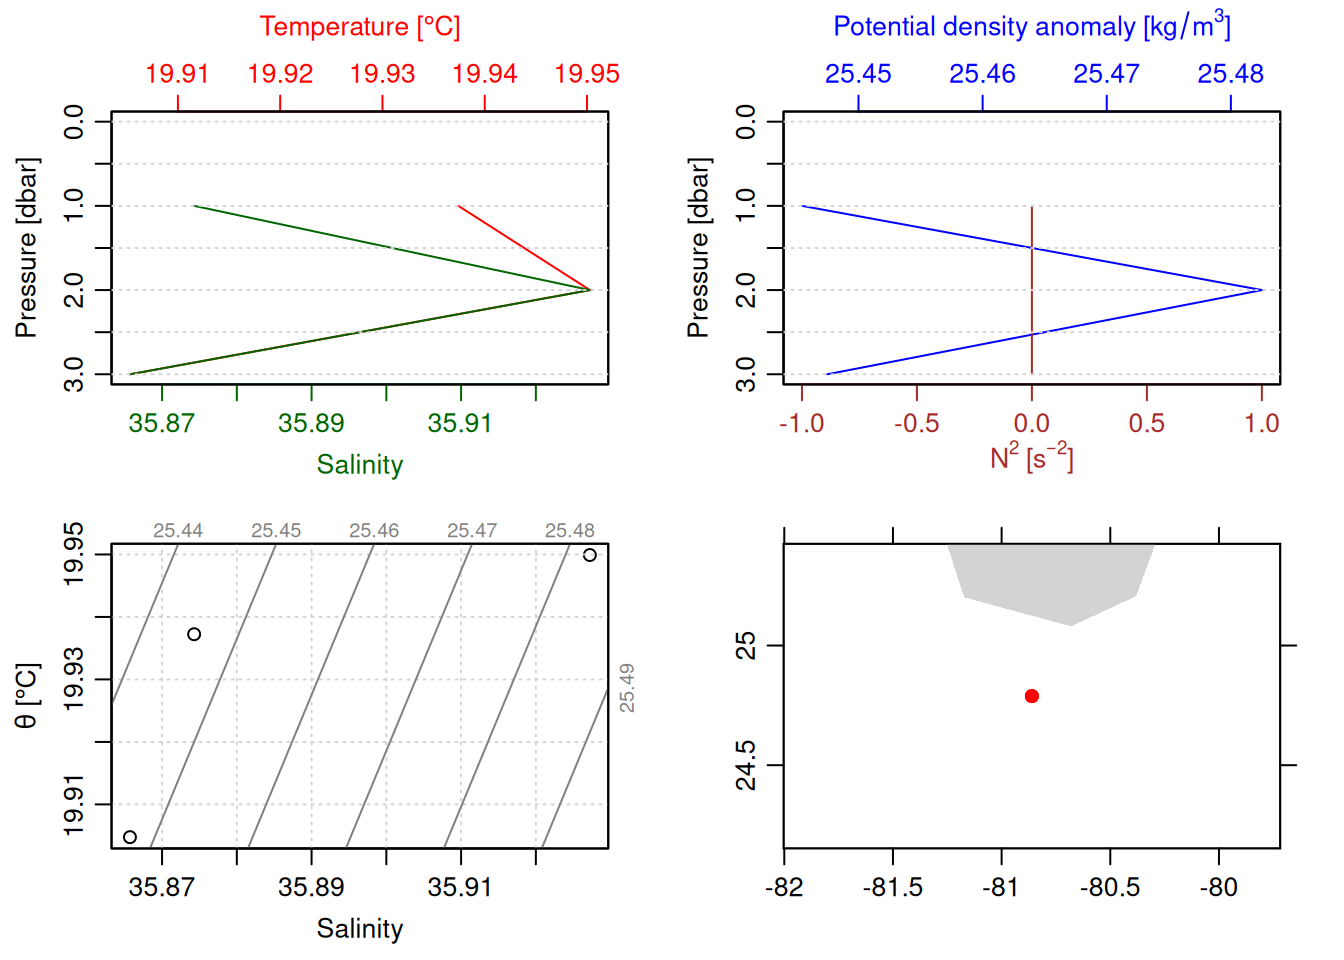 Temperature [°C]
19.91 19.92 19.93 19.94 19.95
Pressure [dbar]
0.0
1.0
2.0
3.0
35.87 35.89 35.91
Salinity
Potential density anomaly [kg/m³]
25.45 25.46 25.47 25.48
Pressure [dbar]
0.0
1.0
2.0
3.0
-1.0 -0.5 0.0 0.5 1.0
N² [s⁻²]
25.44 25.45 25.46 25.47 25.48
25.49
θ [°C]
19.95
19.93
19.91
35.87 35.89 35.91
Salinity
25
24.5
-82 -81.5 -81 -80.5 -80